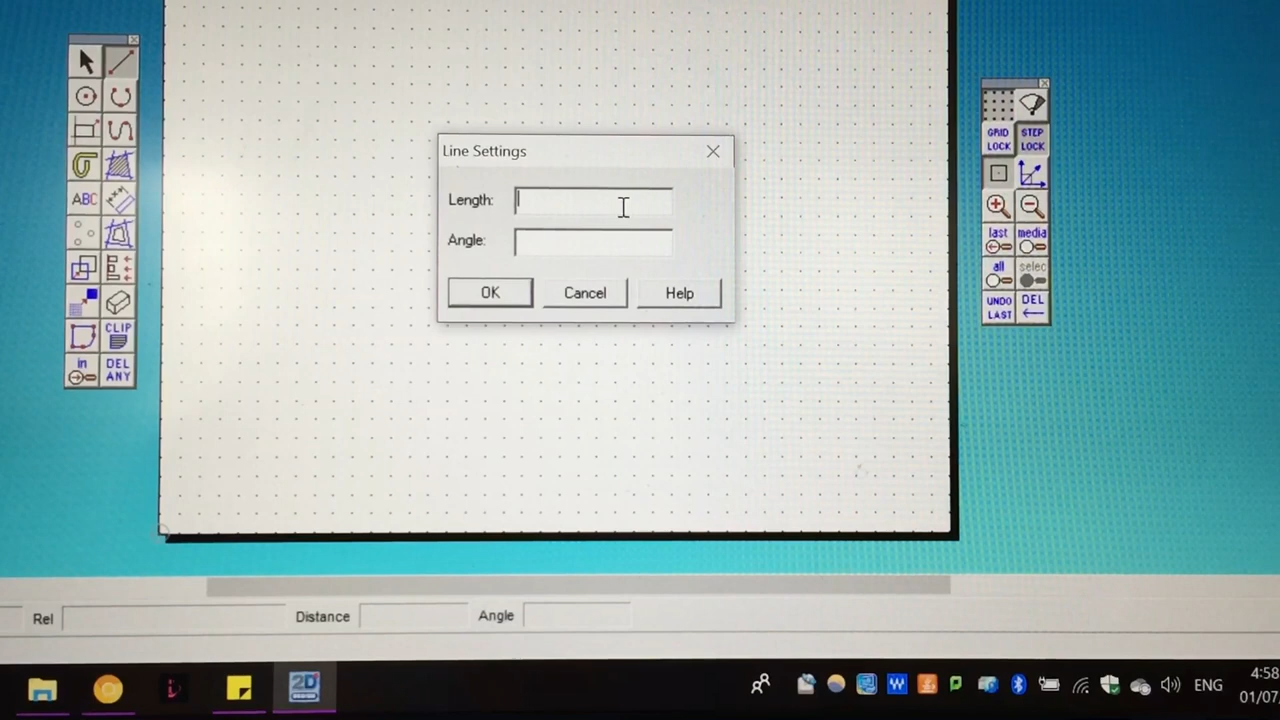 Line Settings
Length:
Angle:
OK Cancel Help
ABC
CLIP
in
DEL
ANY
GRID
LOCK
STEP
LOCK
last media
all selec
UNDO
LAST
DEL
Rel Distance Angle
2D
W
ENG
4:58
01/07